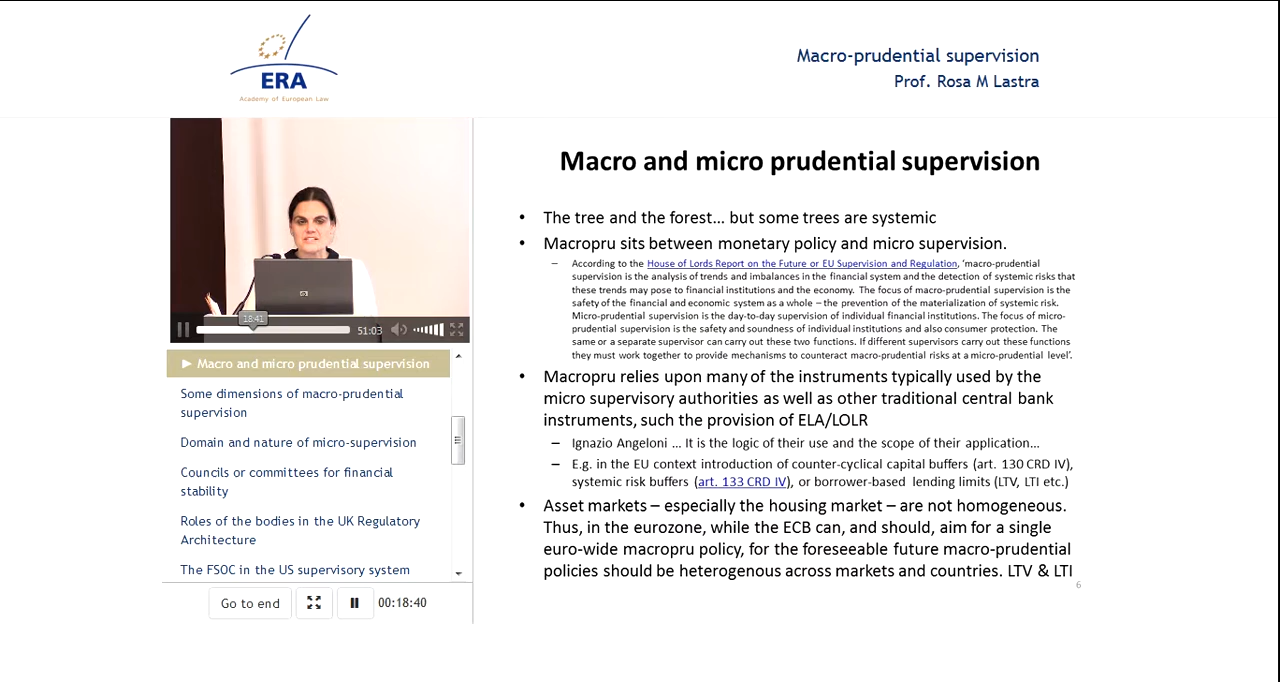 ERA
Academy of European Law
Macro-prudential supervision
Prof. Rosa M Lastra
18:41
51:03
► Macro and micro prudential supervision
Some dimensions of macro-prudential
supervision
Domain and nature of micro-supervision
Councils or committees for financial
stability
Roles of the bodies in the UK Regulatory
Architecture
The FSOC in the US supervisory system
Go to end
00:18:40
Macro and micro prudential supervision
• The tree and the forest... but some trees are systemic
• Macropru sits between monetary policy and micro supervision.
– According to the House of Lords Report on the Future or EU Supervision and Regulation, ‘macro-prudential
supervision is the analysis of trends and imbalances in the financial system and the detection of systemic risks that
these trends may pose to financial institutions and the economy. The focus of macro-prudential supervision is the
safety of the financial and economic system as a whole – the prevention of the materialization of systemic risk.
Micro-prudential supervision is the day-to-day supervision of individual financial institutions. The focus of micro-
prudential supervision is the safety and soundness of individual institutions and also consumer protection. The
same or a separate supervisor can carry out these two functions. If different supervisors carry out these functions
they must work together to provide mechanisms to counteract macro-prudential risks at a micro-prudential level’.
• Macropru relies upon many of the instruments typically used by the
micro supervisory authorities as well as other traditional central bank
instruments, such the provision of ELA/LOLR
– Ignazio Angeloni ... It is the logic of their use and the scope of their application...
– E.g. in the EU context introduction of counter-cyclical capital buffers (art. 130 CRD IV),
systemic risk buffers (art. 133 CRD IV), or borrower-based lending limits (LTV, LTI etc.)
• Asset markets – especially the housing market – are not homogeneous.
Thus, in the eurozone, while the ECB can, and should, aim for a single
euro-wide macropru policy, for the foreseeable future macro-prudential
policies should be heterogenous across markets and countries. LTV & LTI
6